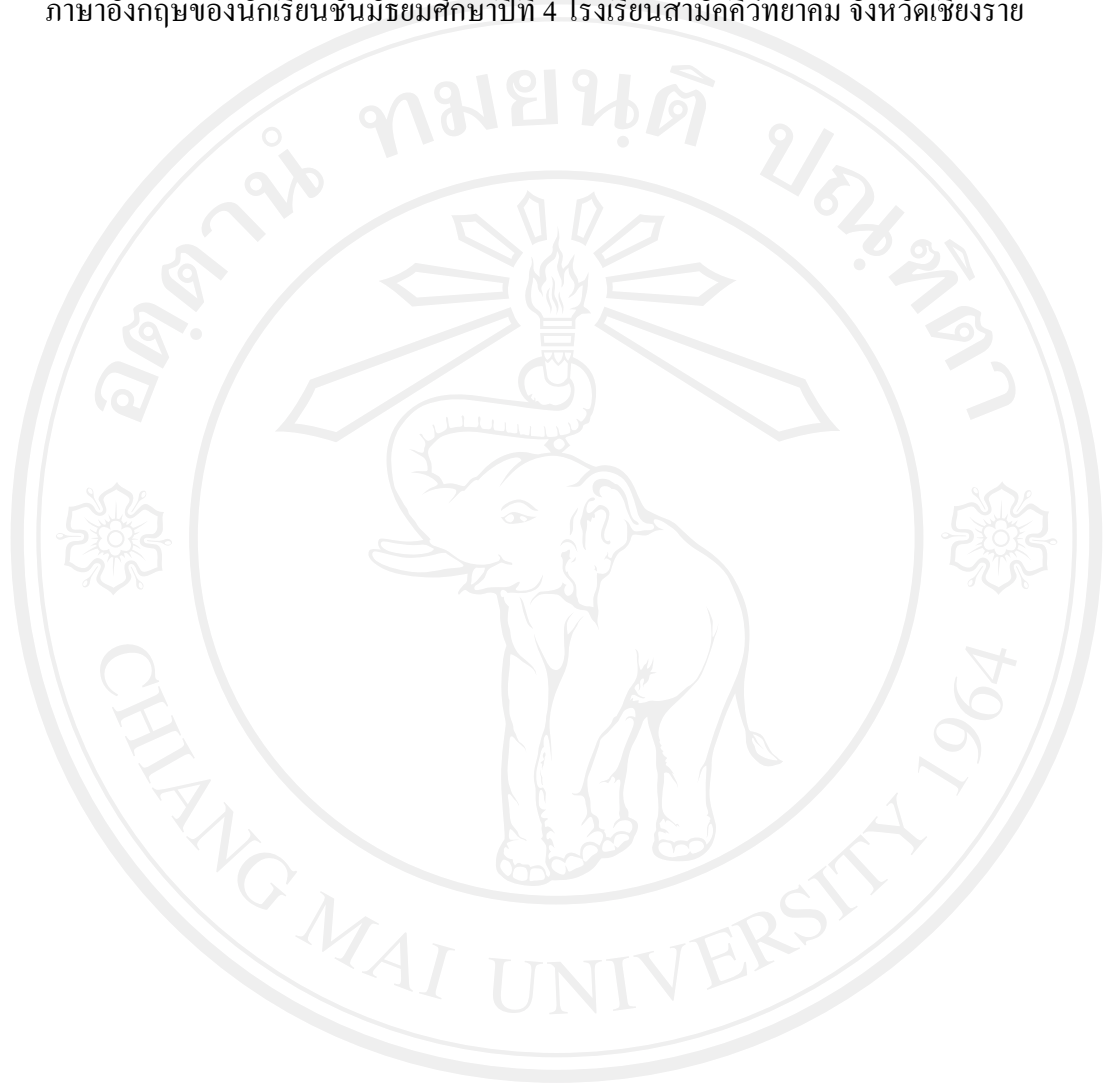 ภาษาอังกฤษของนักเรียนชั้นมัธยมศึกษาปีที่ 4 โรงเรียนสามัคคีวิทยาคม จังหวัดเชียงราย
อตฺตานํ ทมยนฺติ ปณฺฑิตา
CHIANG MAI UNIVERSITY 1964